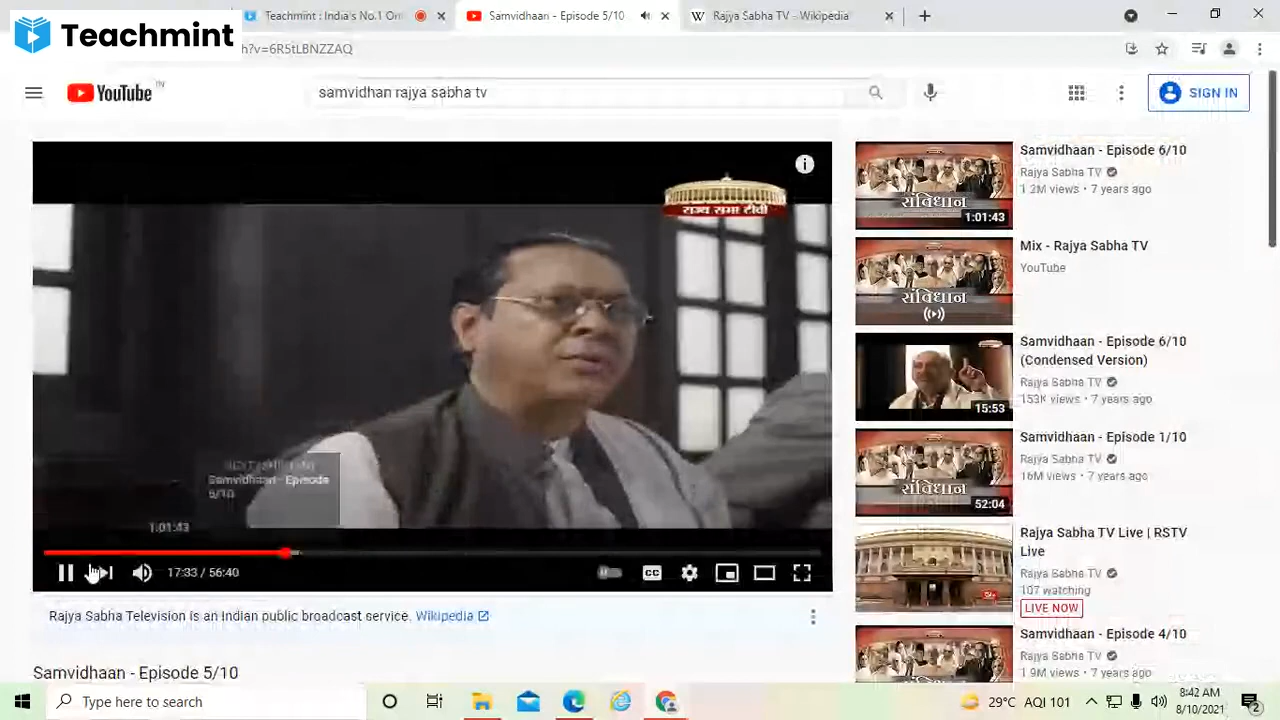 Teachmint
Teachmint : India's No.1 On
Samvidhaan - Episode 5/10
Rajya Sabha TV - Wikipedia
h?v=6R5tLBNZZAQ
YouTube
IN
samvidhan rajya sabha tv
SIGN IN
राज्य सभा टीवी
Samvidhaan - Episode
6/10
1:01:43
17:33 / 56:40
CC
Rajya Sabha Television is an Indian public broadcast service. Wikipedia
Samvidhaan - Episode 5/10
संविधान
1:01:43
Samvidhaan - Episode 6/10
Rajya Sabha TV
1.2M views • 7 years ago
संविधान
Mix - Rajya Sabha TV
YouTube
15:53
Samvidhaan - Episode 6/10
(Condensed Version)
Rajya Sabha TV
153K views • 7 years ago
संविधान
52:04
Samvidhaan - Episode 1/10
Rajya Sabha TV
16M views • 7 years ago
Rajya Sabha TV Live | RSTV
Live
Rajya Sabha TV
107 watching
LIVE NOW
Samvidhaan - Episode 4/10
Rajya Sabha TV
1.9M views • 7 years ago
Type here to search
29°C AQI 101
8:42 AM
8/10/2021
2